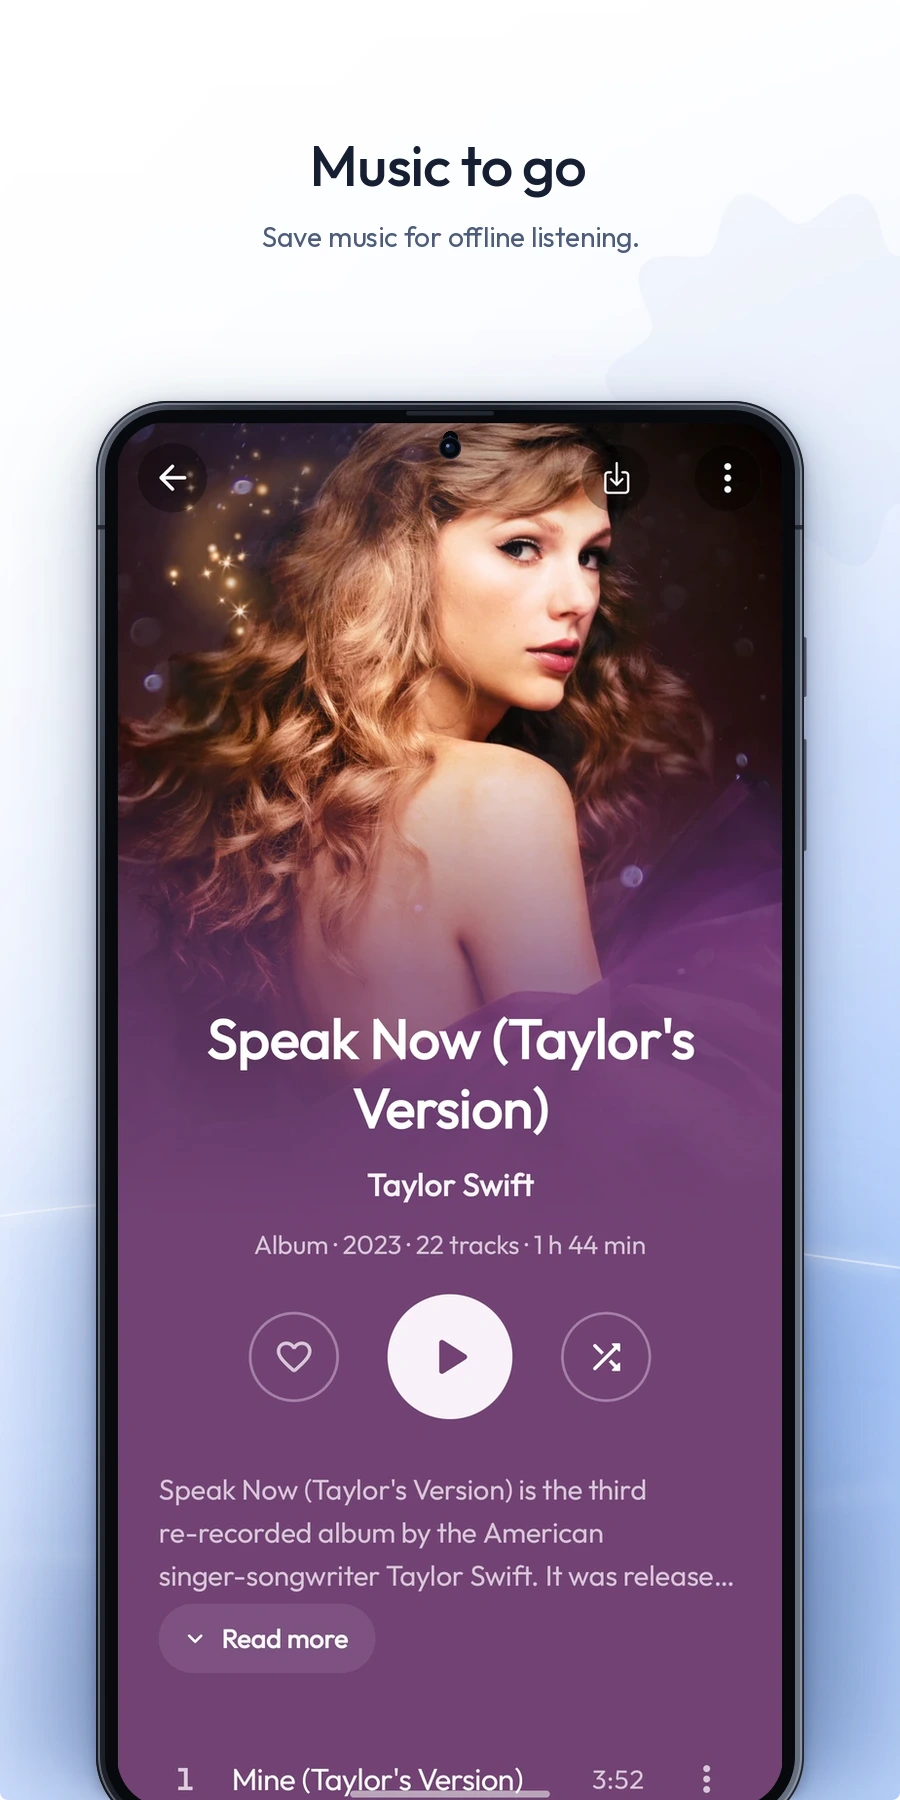 Music to go
Save music for offline listening.
Speak Now (Taylor's
Version)
Taylor Swift
Album · 2023 · 22 tracks · 1 h 44 min
Speak Now (Taylor's Version) is the third
re-recorded album by the American
singer-songwriter Taylor Swift. It was release...
Read more
1 Mine (Taylor's Version) 3:52